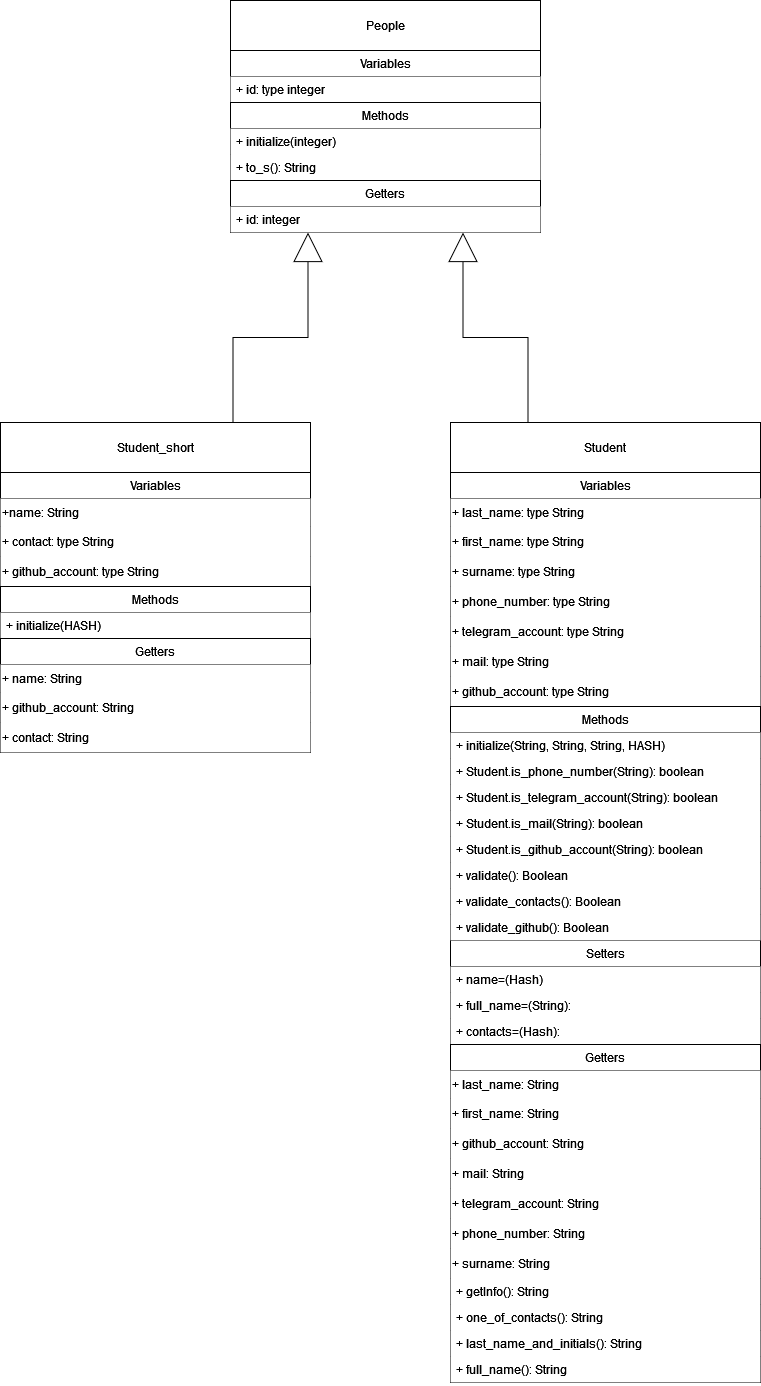 People
Variables
+ id: type integer
Methods
+ initialize(integer)
+ to_s(): String
Getters
+ id: integer
Student_short
Variables
+name: String
+ contact: type String
+ github_account: type String
Methods
+ initialize(HASH)
Getters
+ name: String
+ github_account: String
+ contact: String
Student
Variables
+ last_name: type String
+ first_name: type String
+ surname: type String
+ phone_number: type String
+ telegram_account: type String
+ mail: type String
+ github_account: type String
Methods
+ initialize(String, String, String, HASH)
+ Student.is_phone_number(String): boolean
+ Student.is_telegram_account(String): boolean
+ Student.is_mail(String): boolean
+ Student.is_github_account(String): boolean
+ validate(): Boolean
+ validate_contacts(): Boolean
+ validate_github(): Boolean
Setters
+ name=(Hash)
+ full_name=(String):
+ contacts=(Hash):
Getters
+ last_name: String
+ first_name: String
+ github_account: String
+ mail: String
+ telegram_account: String
+ phone_number: String
+ surname: String
+ getInfo(): String
+ one_of_contacts(): String
+ last_name_and_initials(): String
+ full_name(): String